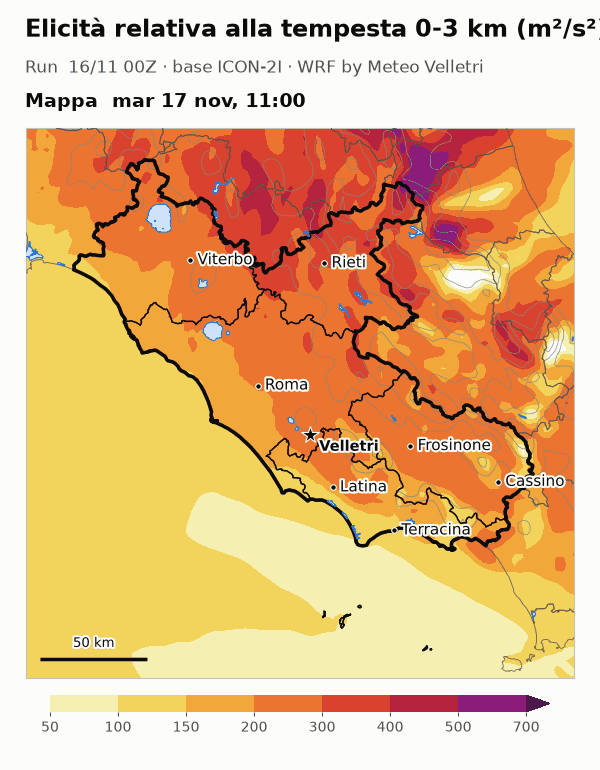 Elicità relativa alla tempesta 0-3 km (m²/s²)
Run 16/11 00Z · base ICON-2I · WRF by Meteo Velletri
Mappa mar 17 nov, 11:00
Viterbo
Rieti
Roma
Velletri
Frosinone
Cassino
Latina
Terracina
50 km
50 100 150 200 300 400 500 700